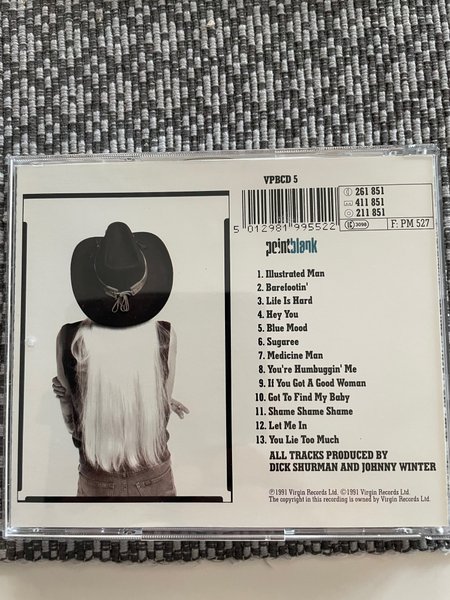 VPBCD 5
5 012981 995522
261 851
411 851
211 851
3098
F: PM 527
pointblank
1. Illustrated Man
2. Barefootin'
3. Life Is Hard
4. Hey You
5. Blue Mood
6. Sugaree
7. Medicine Man
8. You're Humbuggin' Me
9. If You Got A Good Woman
10. Got To Find My Baby
11. Shame Shame Shame
12. Let Me In
13. You Lie Too Much
ALL TRACKS PRODUCED BY
DICK SHURMAN AND JOHNNY WINTER
℗1991 Virgin Records Ltd. ©1991 Virgin Records Ltd.
The copyright in this recording is owned by Virgin Records Ltd.